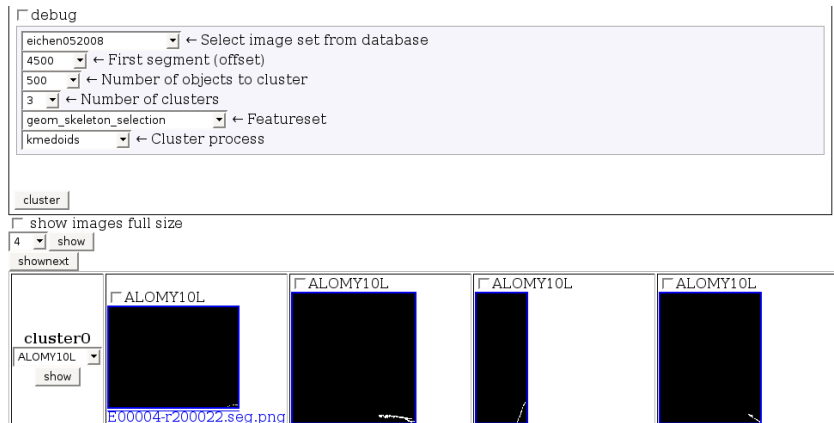 debug
eichen052008 ← Select image set from database
4500 ← First segment (offset)
500 ← Number of objects to cluster
3 ← Number of clusters
geom_skeleton_selection ← Featureset
kmedoids ← Cluster process
cluster
show images full size
4 show
shownext
cluster0
ALOMY10L
show
ALOMY10L
E00004-r200022.seg.png
ALOMY10L
ALOMY10L
ALOMY10L